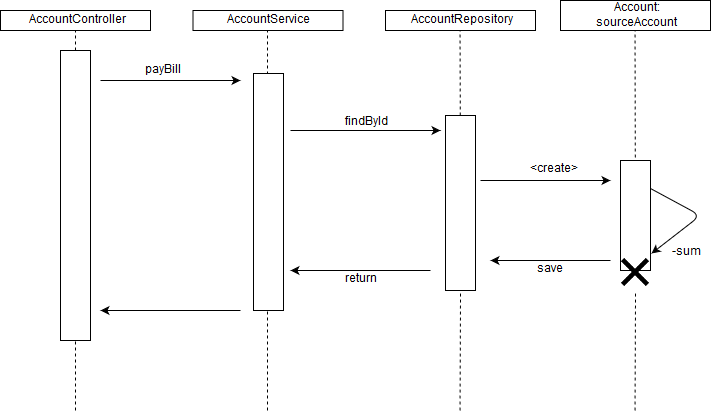 AccountController
AccountService
AccountRepository
Account:
sourceAccount
payBill
findById
<create>
-sum
save
return